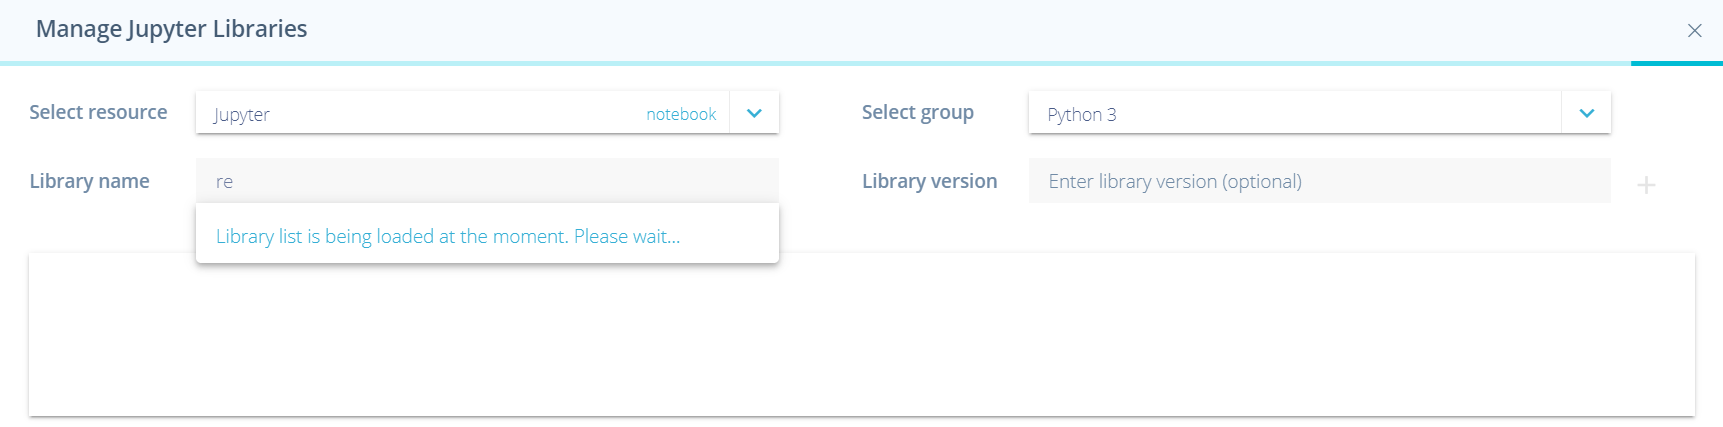 Manage Jupyter Libraries
Select resource
Jupyter
notebook
Select group
Python 3
Library name
re
Library version
Enter library version (optional)
Library list is being loaded at the moment. Please wait...